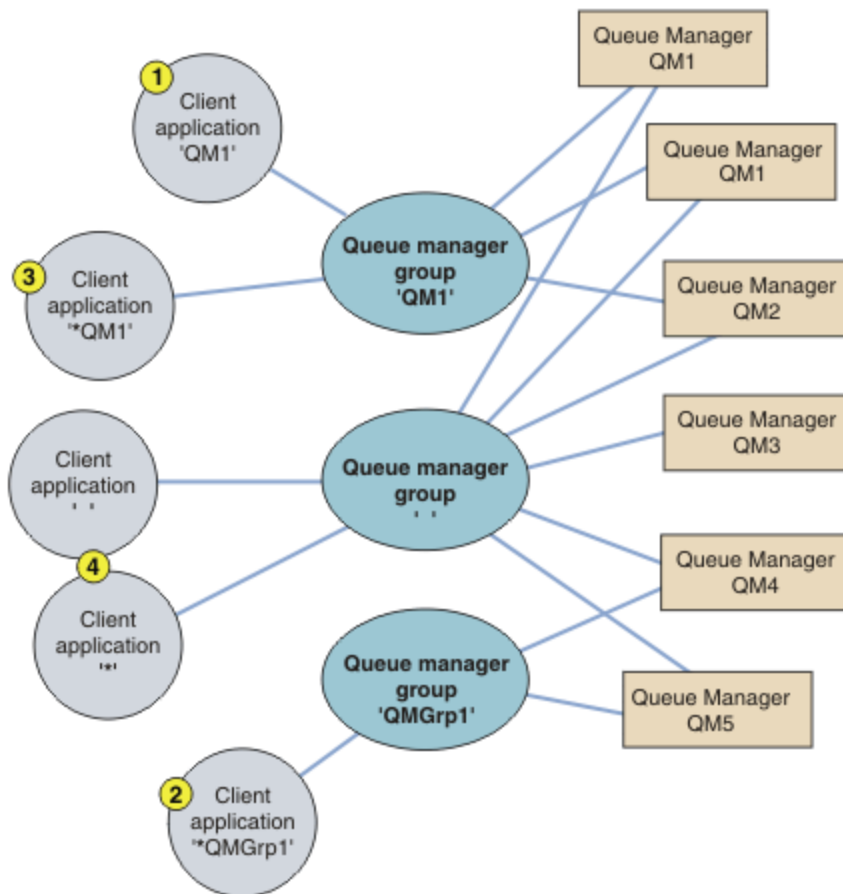 1
Client
application
'QM1'
Queue Manager
QM1
Queue Manager
QM1
3
Client
application
'*QM1'
Queue manager
group
'QM1'
Queue Manager
QM2
Client
application
' '
Queue manager
group
' '
Queue Manager
QM3
4
Client
application
'*'
Queue Manager
QM4
Queue manager
group
'QMGrp1'
Queue Manager
QM5
2
Client
application
'*QMGrp1'